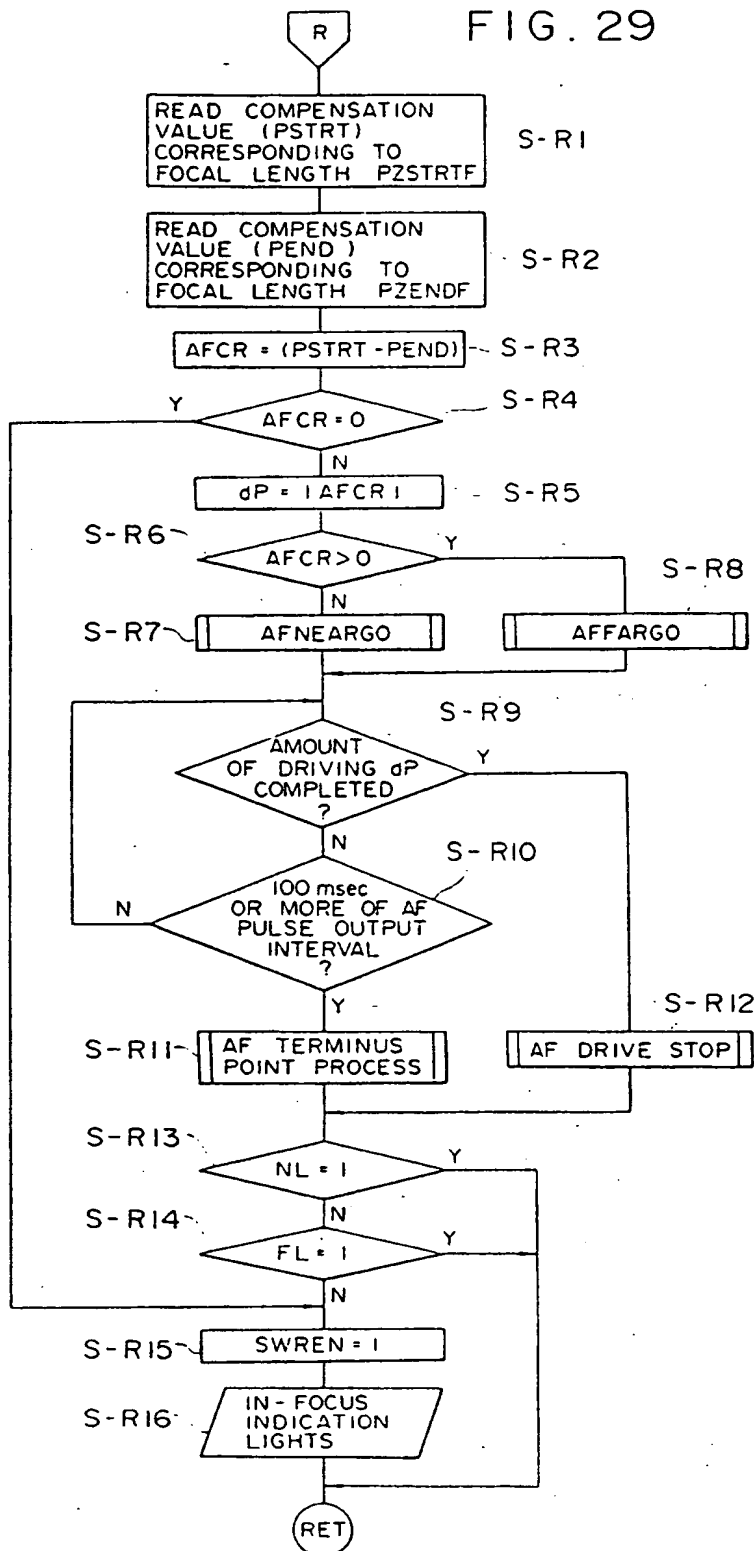 FIG. 29
R
READ COMPENSATION
VALUE (PSTRT)
CORRESPONDING TO
FOCAL LENGTH PZSTRTF
S-R1
READ COMPENSATION
VALUE (PEND)
CORRESPONDING TO
FOCAL LENGTH PZENDF
S-R2
AFCR = (PSTRT-PEND)
S-R3
Y
AFCR = 0
S-R4
N
dP = |AFCR|
S-R5
S-R6
AFCR > 0
Y
S-R8
N
S-R7
AFNEARGO
AFFARGO
S-R9
AMOUNT
OF DRIVING dP
COMPLETED
?
Y
N
S-R10
N
100 msec
OR MORE OF AF
PULSE OUTPUT
INTERVAL
?
Y
S-R12
S-R11
AF TERMINUS
POINT PROCESS
AF DRIVE STOP
S-R13
NL = 1
Y
N
S-R14
FL = 1
Y
N
S-R15
SWREN = 1
S-R16
IN-FOCUS
INDICATION
LIGHTS
RET